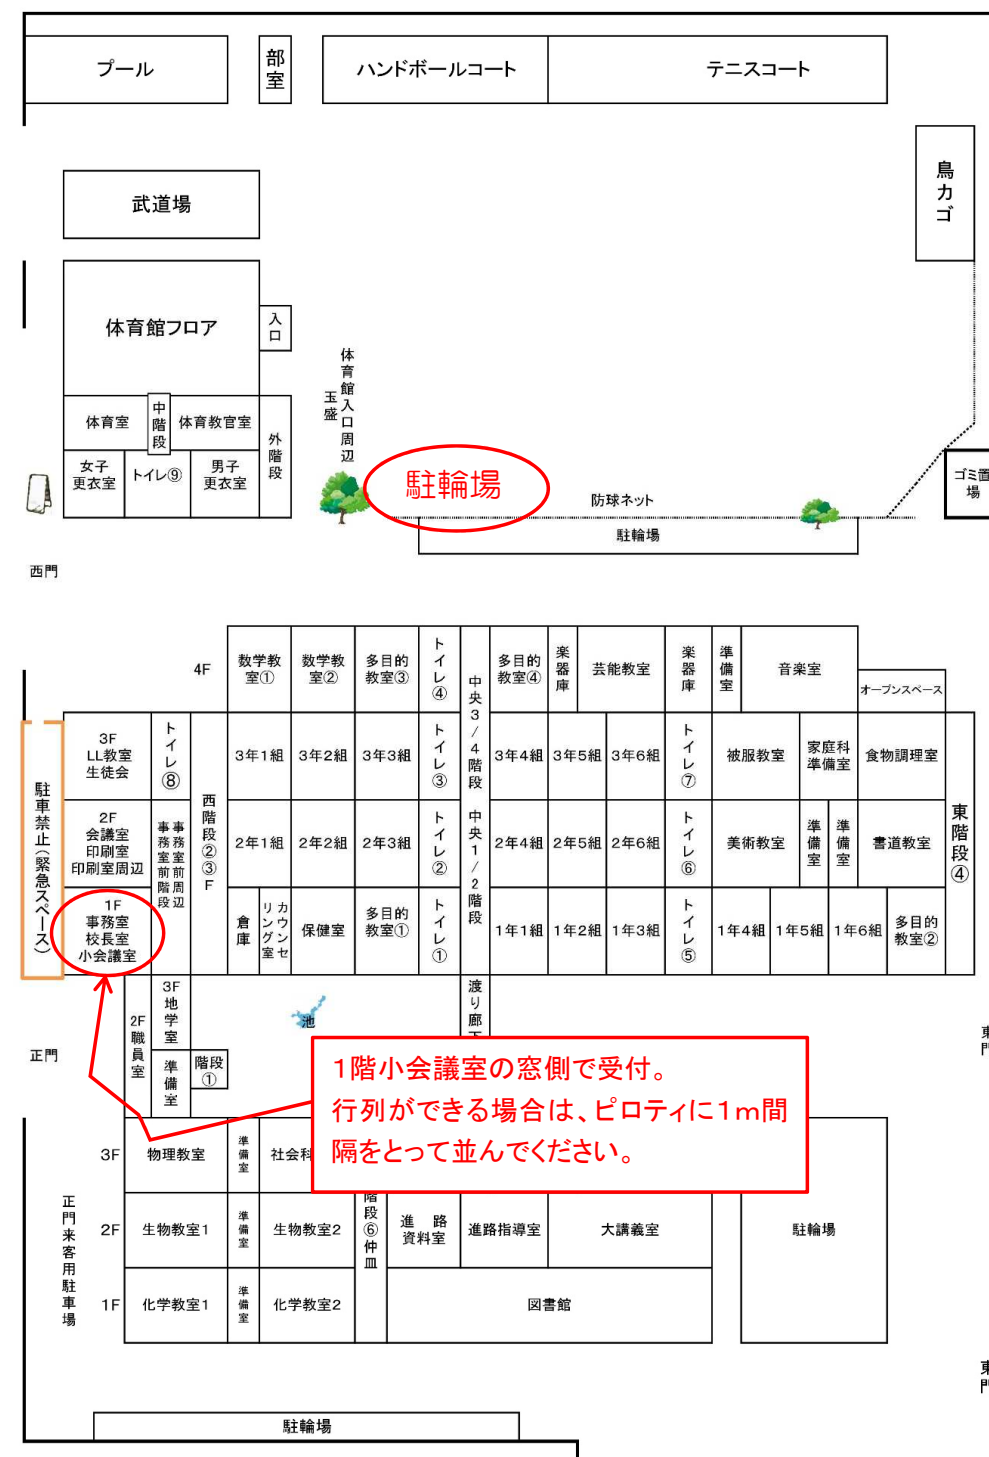 プール
部室
ハンドボールコート
テニスコート
鳥カゴ
武道場
体育館フロア
入口
体育館入口周辺
玉盛
体育室
中階段
体育教官室
外階段
女子
更衣室
トイレ⑨
男子
更衣室
駐輪場
防球ネット
ゴミ置
場
駐輪場
西門
4F
数学教
室①
数学教
室②
多目的
教室③
トイレ④
中央3/4階段
多目的
教室④
楽器庫
芸能教室
楽器庫
準備室
音楽室
オープンスペース
駐車禁止(緊急スペース)
3F
LL教室
生徒会
トイレ⑧
西階段②③F
3年1組
3年2組
3年3組
トイレ③
3年4組
3年5組
3年6組
トイレ⑦
被服教室
家庭科
準備室
食物調理室
東階段④
2F
会議室
印刷室
印刷室周辺
事務室前周辺
事務室前階段
2年1組
2年2組
2年3組
トイレ②
中央1/2階段
2年4組
2年5組
2年6組
トイレ⑥
美術教室
準備室
準備室
書道教室
1F
事務室
校長室
小会議室
倉庫
カウンセ
リング室
保健室
多目的
教室①
トイレ①
1年1組
1年2組
1年3組
トイレ⑤
1年4組
1年5組
1年6組
多目的
教室②
正門
2F職員室
3F地学室
準備室
階段
①
池
渡り廊下
1階小会議室の窓側で受付。
行列ができる場合は、ピロティに1m間
隔をとって並んでください。
正門来客用駐車場
3F
物理教室
準備室
社会科
2F
生物教室1
準備室
生物教室2
階段⑥仲皿
進 路
資料室
進路指導室
大講義室
駐輪場
1F
化学教室1
準備室
化学教室2
図書館
駐輪場